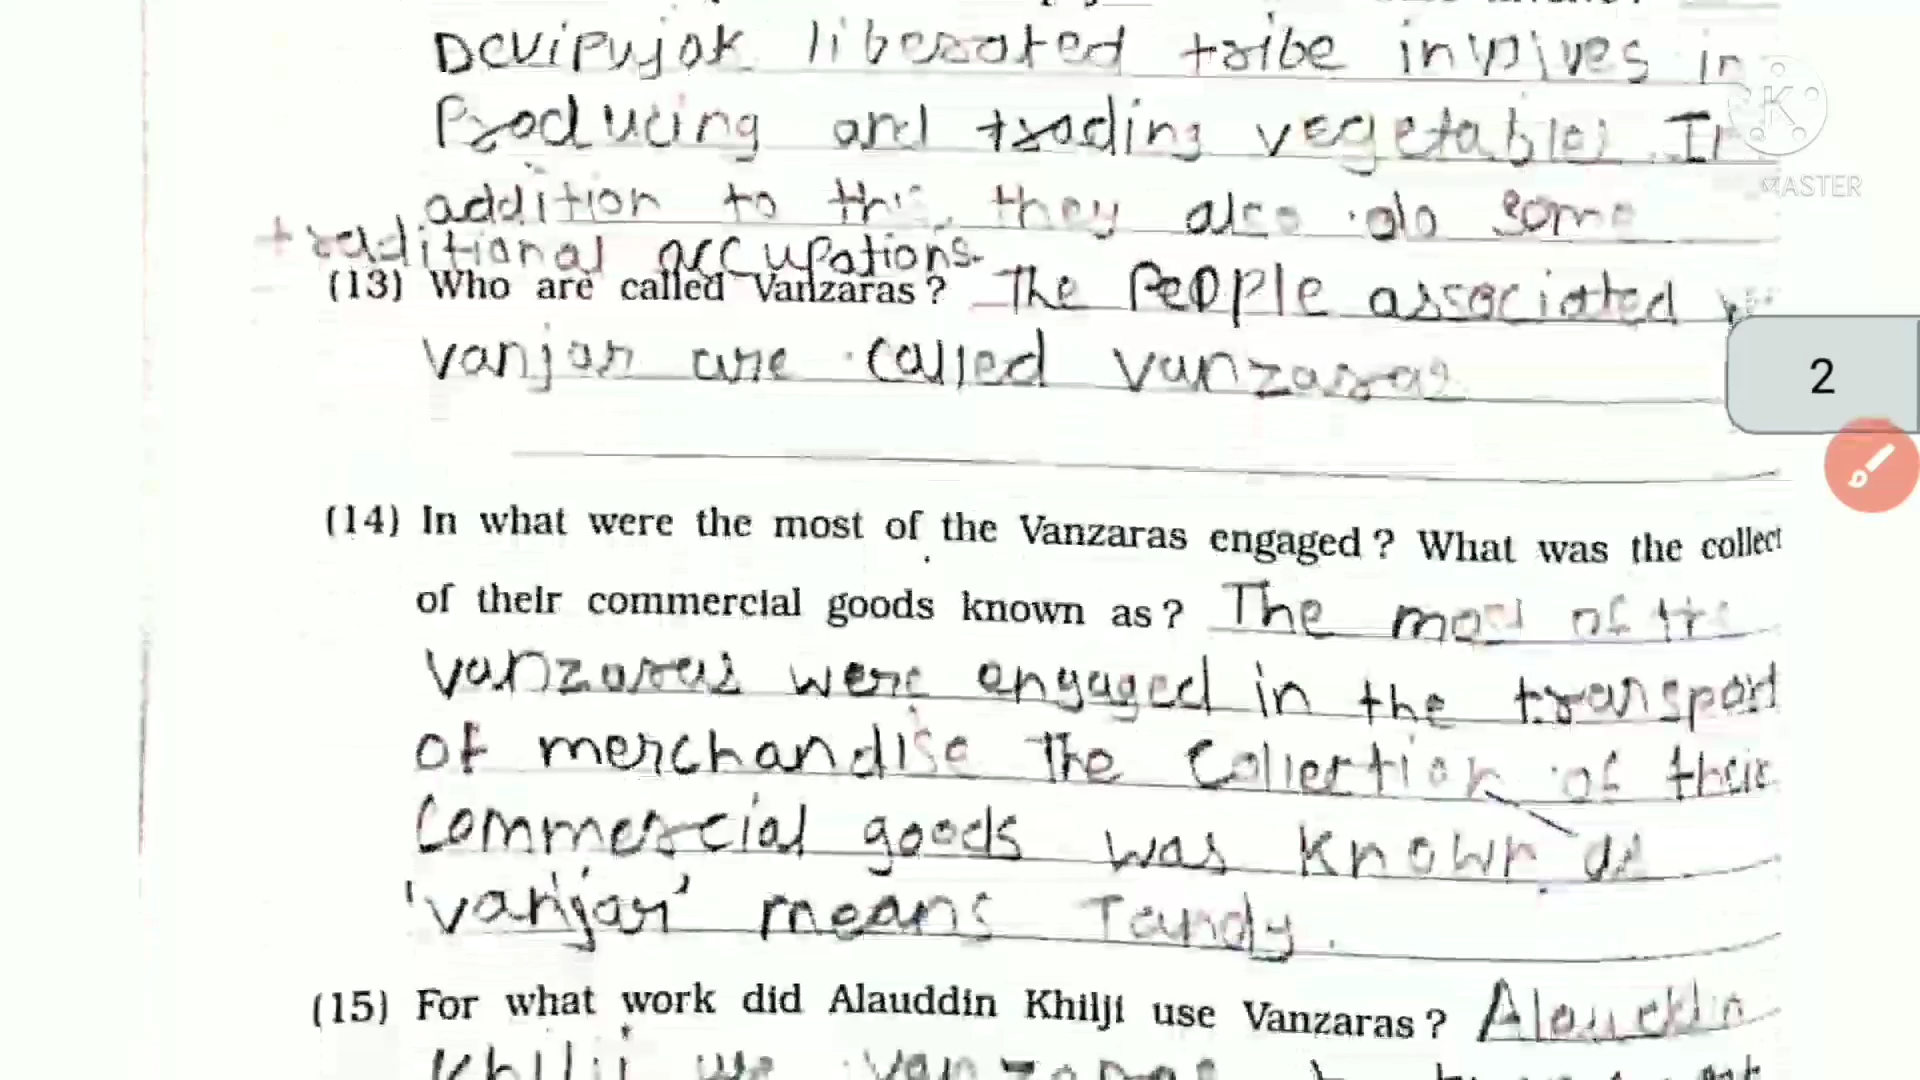 Devipujak liberated tribe involves in
Producing and trading vegetables. In
addition to this, they also do some
traditional occupations.
(13) Who are called Vanzaras? The People associated
vanjar are called vanzaras
(14) In what were the most of the Vanzaras engaged? What was the collect
of their commercial goods known as? The most of the
vanzaras were engaged in the transport
of merchandise The Collection of their
Commercial goods was known as
'vanjar' means Tandy.
(15) For what work did Alauddin Khilji use Vanzaras? Alauddin
Khilji use vanzaras
K
MASTER
2